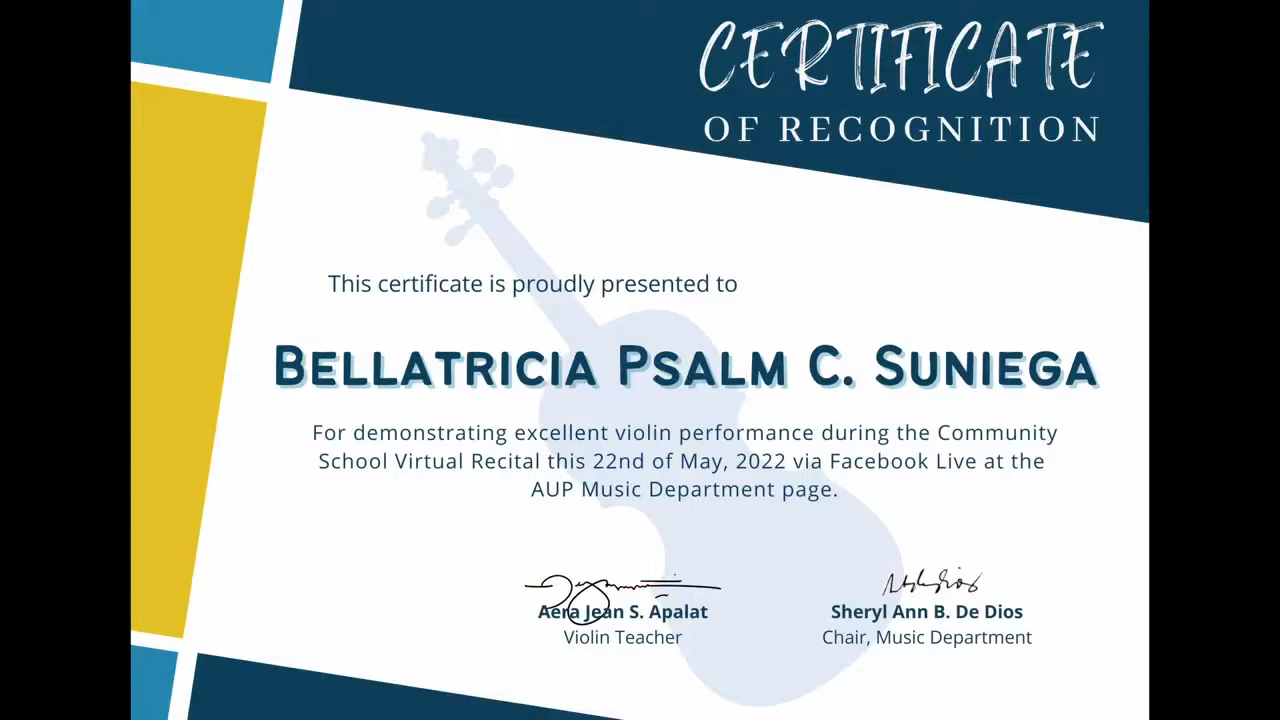 CERTIFICATE
OF RECOGNITION
This certificate is proudly presented to
BELLATRICIA PSALM C. SUNIEGA
For demonstrating excellent violin performance during the Community
School Virtual Recital this 22nd of May, 2022 via Facebook Live at the
AUP Music Department page.
Aera Jean S. Apalat
Violin Teacher
Sheryl Ann B. De Dios
Chair, Music Department